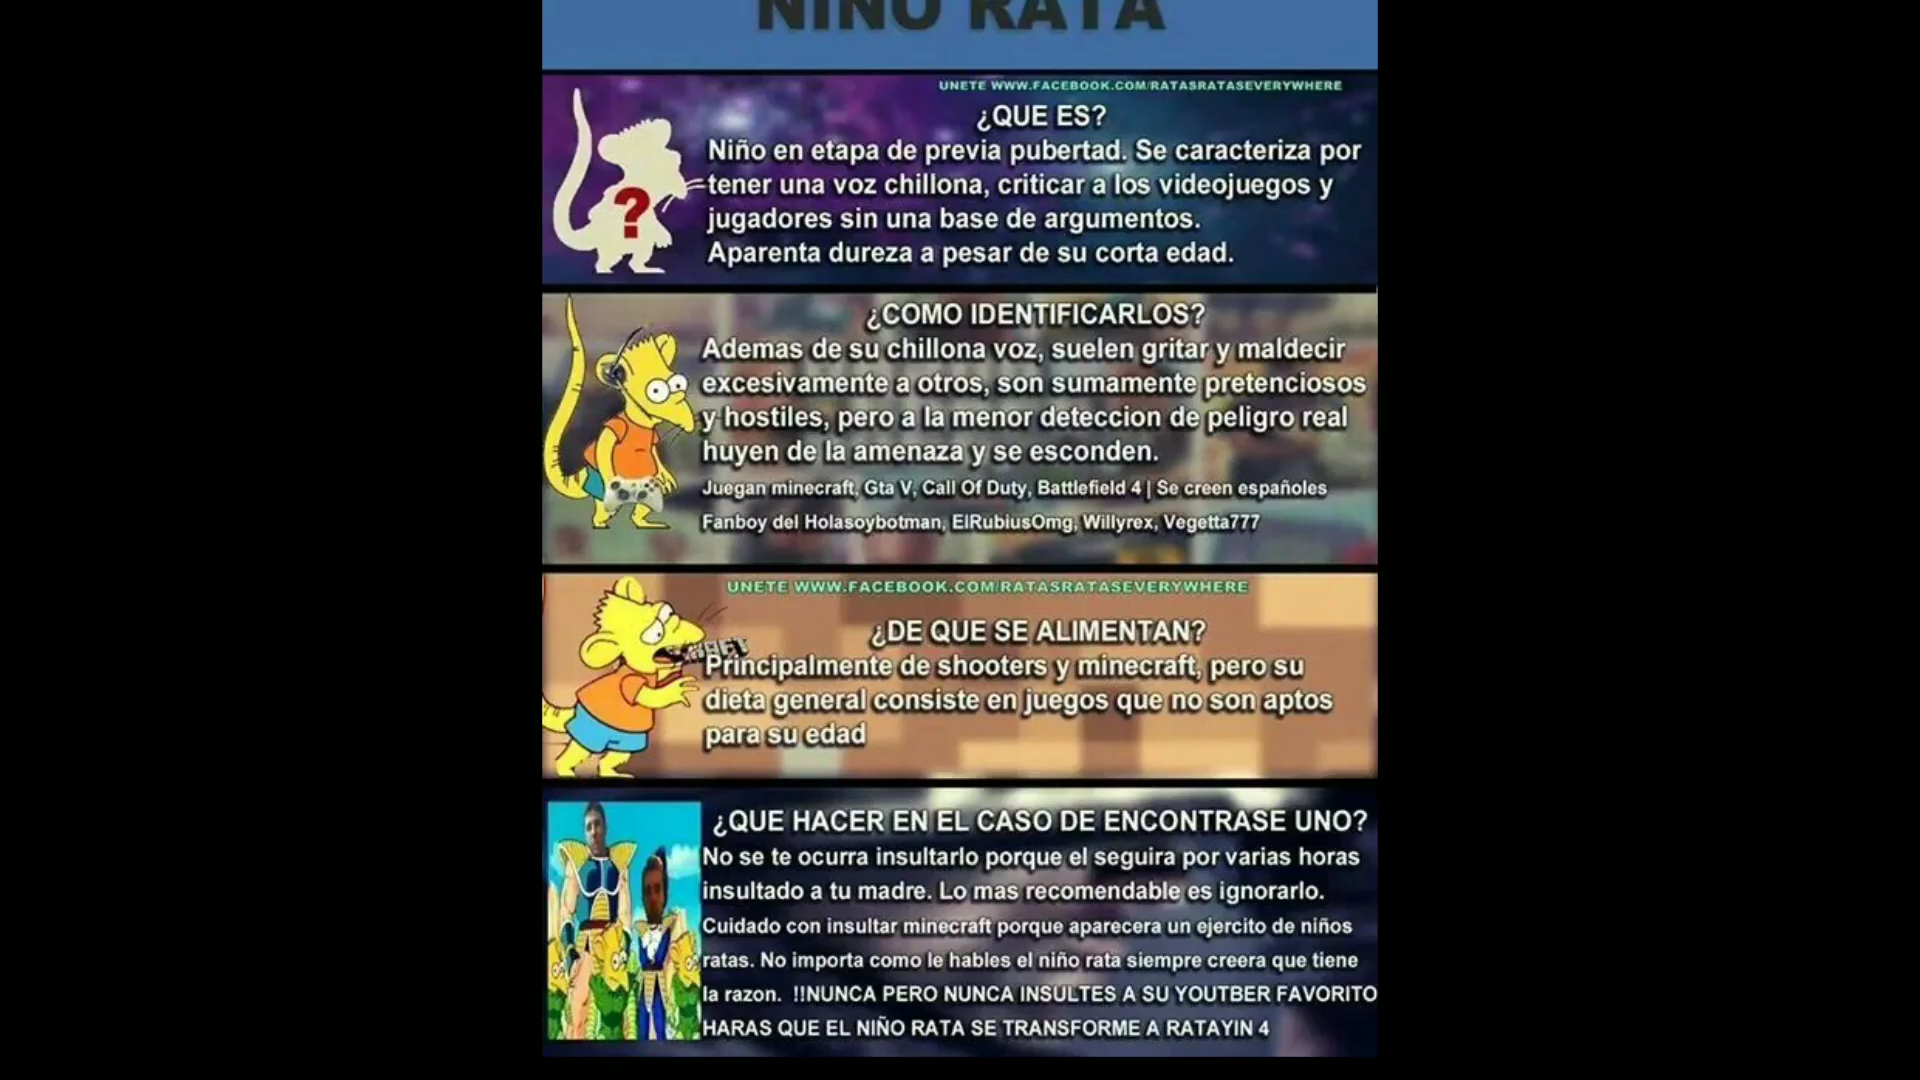 NIÑO RATA
UNETE WWW.FACEBOOK.COM/RATASRATASEVERYWHERE
¿QUE ES?
Niño en etapa de previa pubertad. Se caracteriza por
tener una voz chillona, criticar a los videojuegos y
jugadores sin una base de argumentos.
Aparenta dureza a pesar de su corta edad.
¿COMO IDENTIFICARLOS?
Ademas de su chillona voz, suelen gritar y maldecir
excesivamente a otros, son sumamente pretenciosos
y hostiles, pero a la menor deteccion de peligro real
huyen de la amenaza y se esconden.
Juegan minecraft, Gta V, Call Of Duty, Battlefield 4 | Se creen españoles
Fanboy del Holasoybotman, ElRubiusOmg, Willyrex, Vegetta777
UNETE WWW.FACEBOOK.COM/RATASRATASEVERYWHERE
¿DE QUE SE ALIMENTAN?
Principalmente de shooters y minecraft, pero su
dieta general consiste en juegos que no son aptos
para su edad
¿QUE HACER EN EL CASO DE ENCONTRASE UNO?
No se te ocurra insultarlo porque el seguira por varias horas
insultado a tu madre. Lo mas recomendable es ignorarlo.
Cuidado con insultar minecraft porque aparecera un ejercito de niños
ratas. No importa como le hables el niño rata siempre creera que tiene
la razon. !!NUNCA PERO NUNCA INSULTES A SU YOUTBER FAVORITO
HARAS QUE EL NIÑO RATA SE TRANSFORME A RATAYIN 4